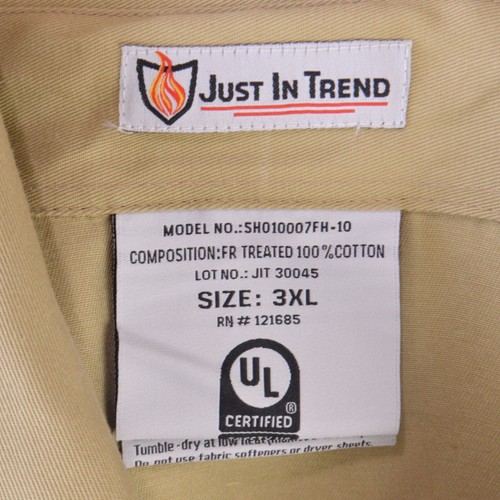 JUST IN TREND
MODEL NO.:SH010007FH-10
COMPOSITION:FR TREATED 100%COTTON
LOT NO.: JIT 30045
SIZE: 3XL
RN# 121685
UL
®
CERTIFIED
Tumble-dry at low heat
Do not use fabric softeners or dryer sheets.